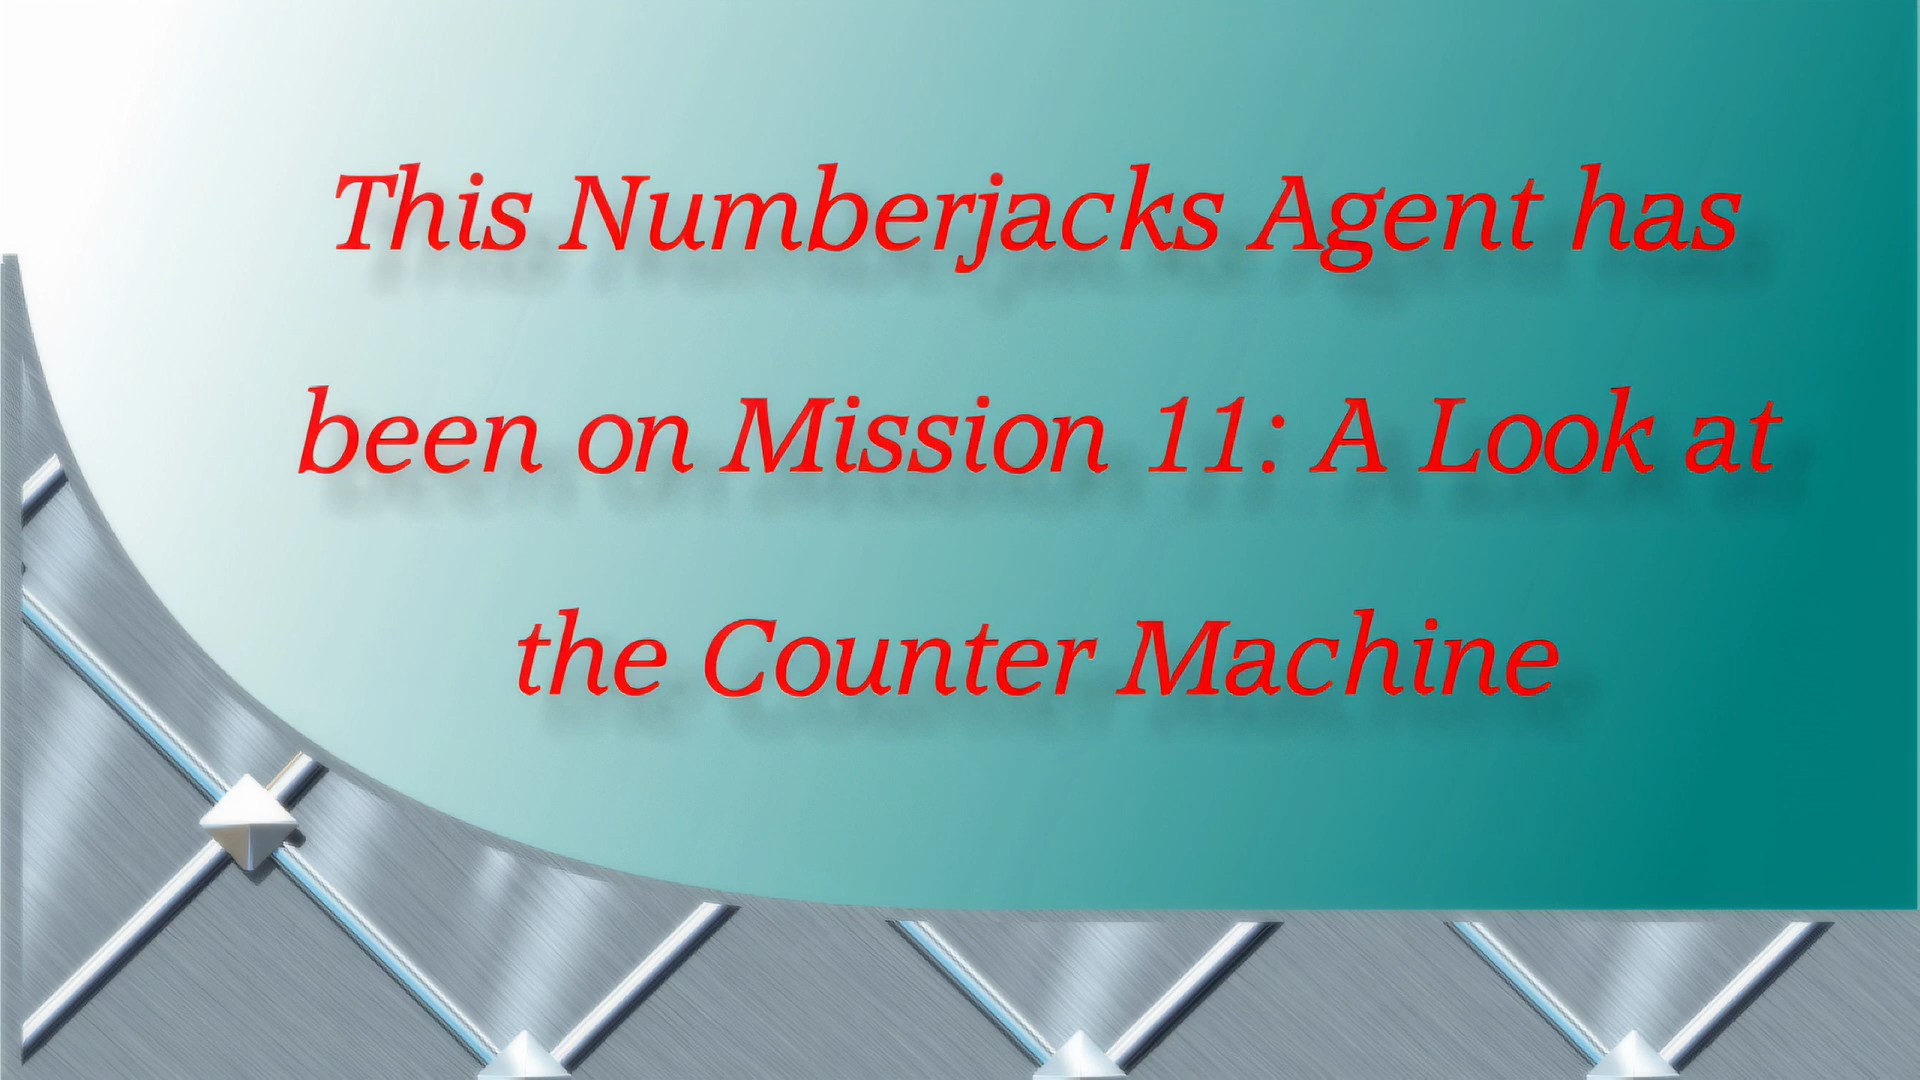 This Numberjacks Agent has
been on Mission 11: A Look at
the Counter Machine